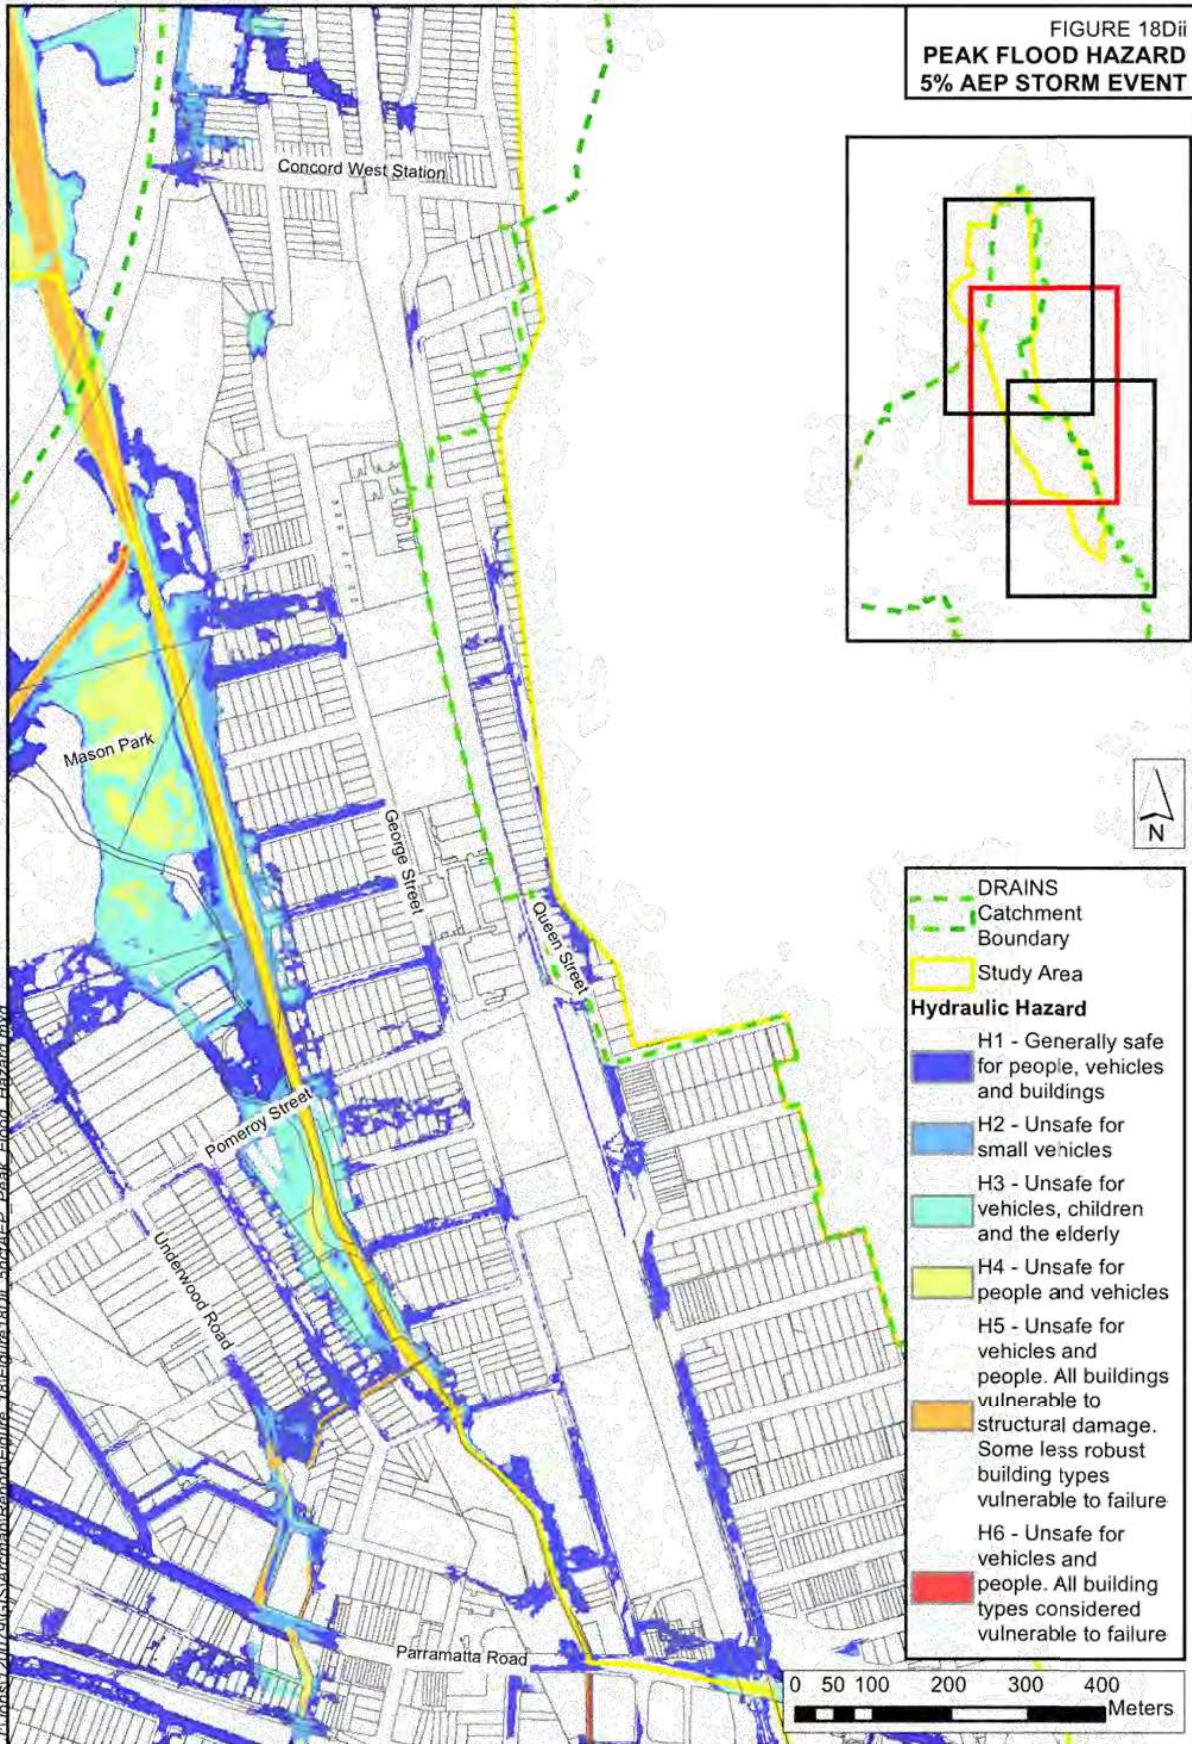 FIGURE 18Dii
PEAK FLOOD HAZARD
5% AEP STORM EVENT
Concord West Station
Mason Park
George Street
Queen Street
Pomeroy Street
Underwood Road
Parramatta Road
N
DRAINS
Catchment
Boundary
Study Area
Hydraulic Hazard
H1 - Generally safe
for people, vehicles
and buildings
H2 - Unsafe for
small vehicles
H3 - Unsafe for
vehicles, children
and the elderly
H4 - Unsafe for
people and vehicles
H5 - Unsafe for
vehicles and
people. All buildings
vulnerable to
structural damage.
Some less robust
building types
vulnerable to failure
H6 - Unsafe for
vehicles and
people. All building
types considered
vulnerable to failure
0 50 100 200 300 400
Meters